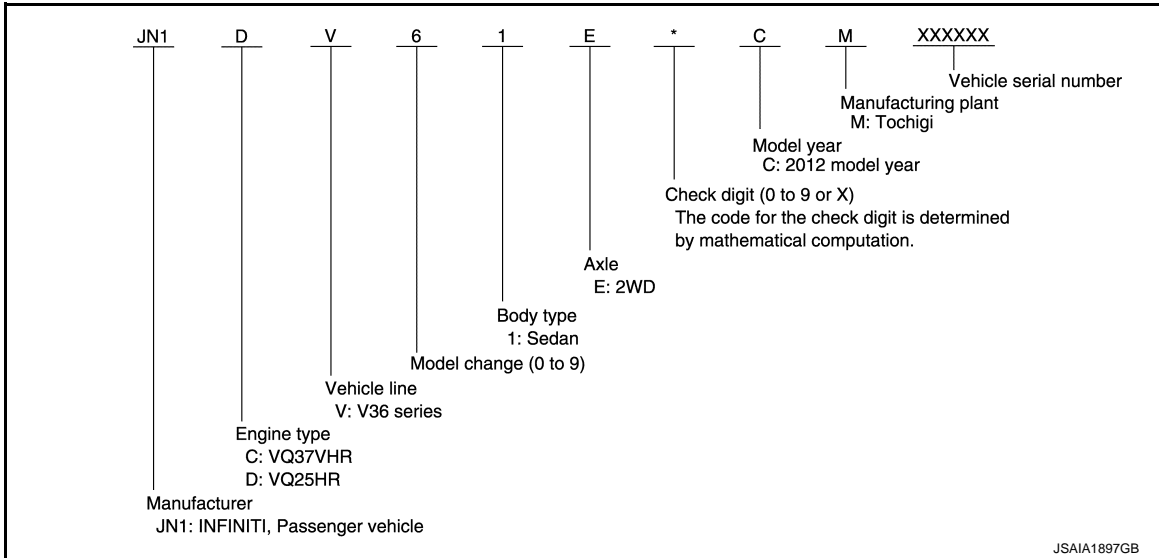 JN1 D V 6 1 E * C M XXXXXX
Vehicle serial number
Manufacturing plant
M: Tochigi
Model year
C: 2012 model year
Check digit (0 to 9 or X)
The code for the check digit is determined
by mathematical computation.
Axle
E: 2WD
Body type
1: Sedan
Model change (0 to 9)
Vehicle line
V: V36 series
Engine type
C: VQ37VHR
D: VQ25HR
Manufacturer
JN1: INFINITI, Passenger vehicle
JSAIA1897GB